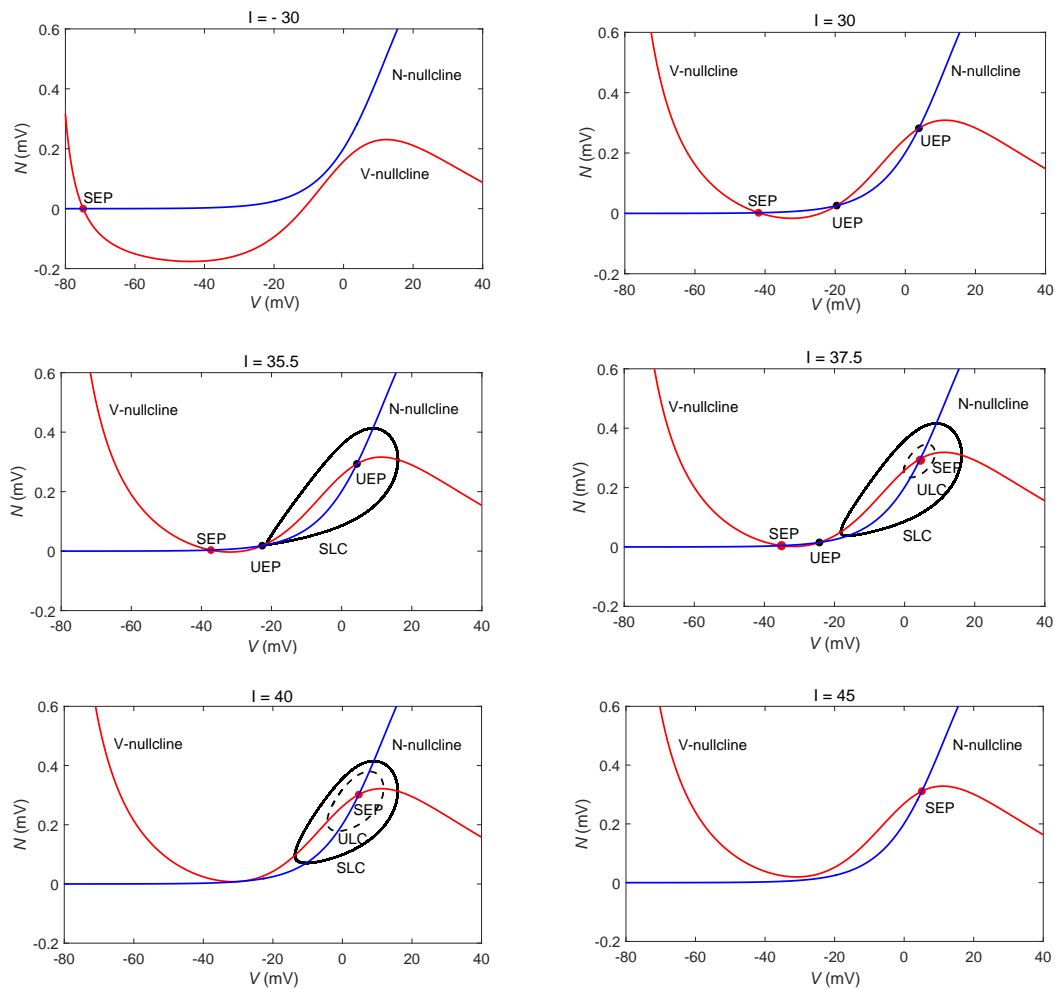 I = - 30
0.6
0.4
0.2
0
-0.2
N (mV)
N-nullcline
V-nullcline
SEP
-80 -60 -40 -20 0 20 40
V (mV)
I = 30
0.6
0.4
0.2
0
-0.2
N (mV)
V-nullcline
N-nullcline
UEP
SEP
UEP
-80 -60 -40 -20 0 20 40
V (mV)
I = 35.5
0.6
0.4
0.2
0
-0.2
N (mV)
V-nullcline
N-nullcline
UEP
SEP
SLC
UEP
-80 -60 -40 -20 0 20 40
V (mV)
I = 37.5
0.6
0.4
0.2
0
-0.2
N (mV)
V-nullcline
N-nullcline
SEP
ULC
SEP
SLC
UEP
-80 -60 -40 -20 0 20 40
V (mV)
I = 40
0.6
0.4
0.2
0
-0.2
N (mV)
V-nullcline
N-nullcline
SEP
ULC
SLC
-80 -60 -40 -20 0 20 40
V (mV)
I = 45
0.6
0.4
0.2
0
-0.2
N (mV)
V-nullcline
N-nullcline
SEP
-80 -60 -40 -20 0 20 40
V (mV)